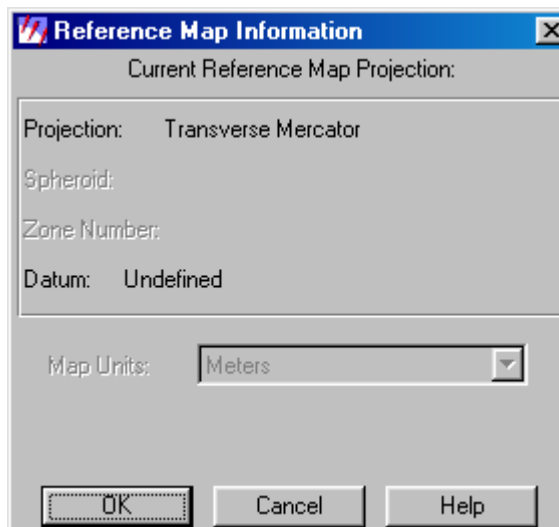 Reference Map Information
Current Reference Map Projection:
Projection: Transverse Mercator
Spheroid:
Zone Number:
Datum: Undefined
Map Units: Meters
OK Cancel Help